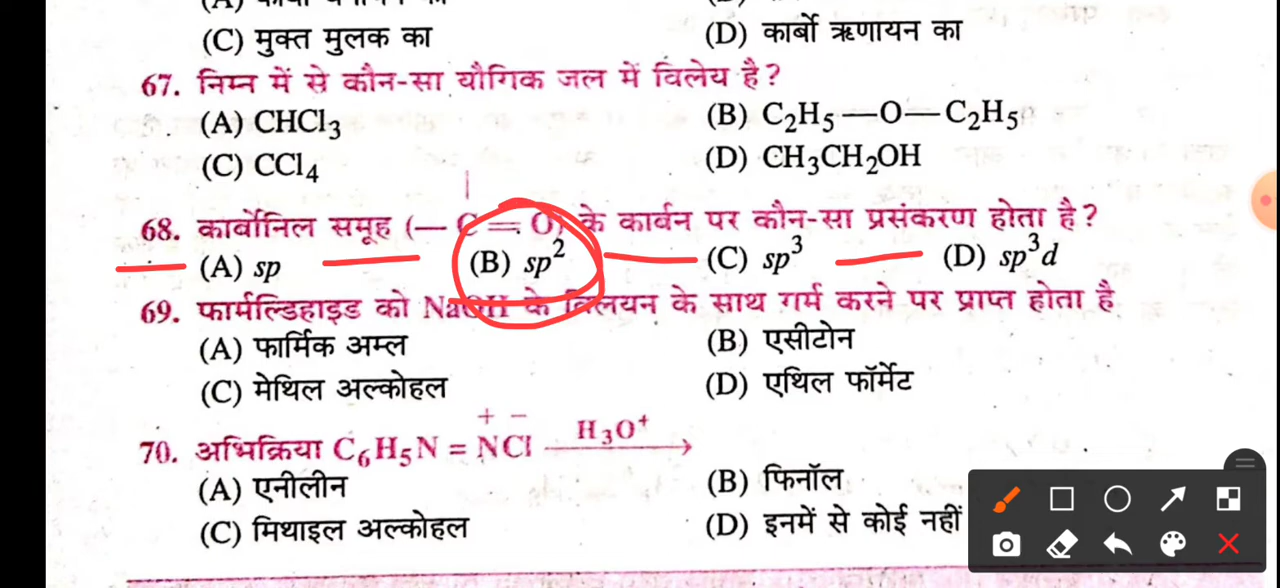 (C) मुक्त मुलक का (D) कार्बो ऋणायन का
67. निम्न में से कौन-सा यौगिक जल में विलेय है?
(A) CHCl₃ (B) C₂H₅—O—C₂H₅
(C) CCl₄ (D) CH₃CH₂OH
68. कार्बोनिल समूह (— C = O) के कार्बन पर कौन-सा प्रसंकरण होता है?
(A) sp (B) sp² (C) sp³ (D) sp³d
69. फार्मल्डिहाइड को NaOH के विलयन के साथ गर्म करने पर प्राप्त होता है
(A) फार्मिक अम्ल (B) एसीटोन
(C) मेथिल अल्कोहल (D) एथिल फॉर्मेट
70. अभिक्रिया C₆H₅N = N⁺Cl⁻ —H₃O⁺→
(A) एनीलीन (B) फिनॉल
(C) मिथाइल अल्कोहल (D) इनमें से कोई नहीं